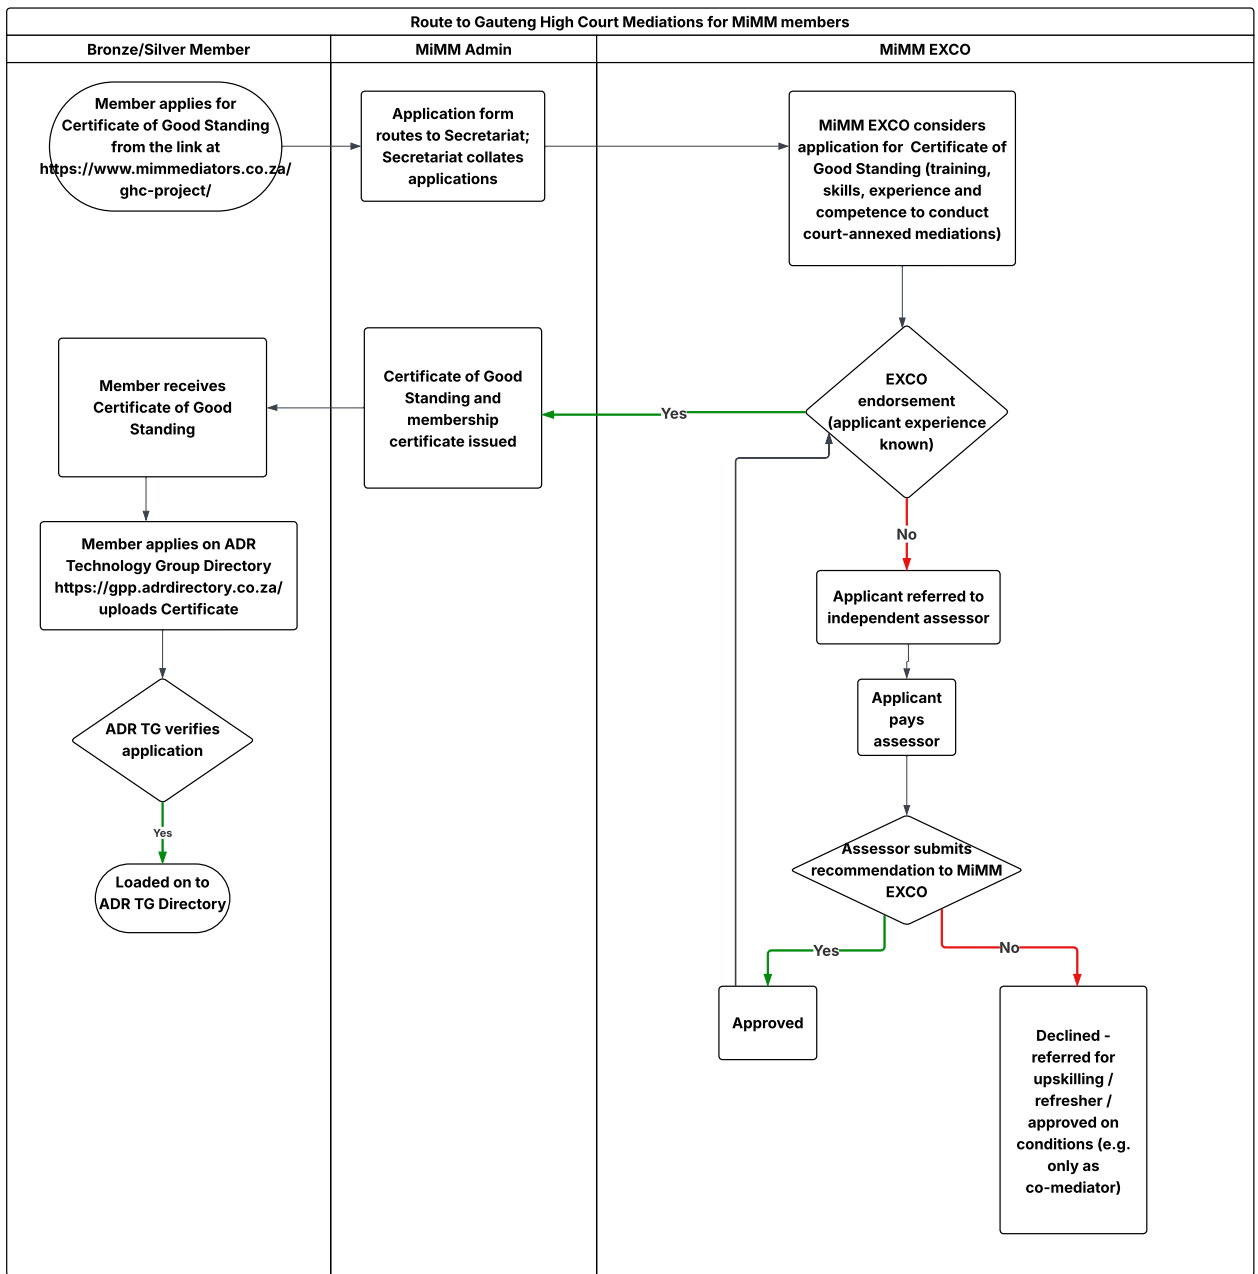 Route to Gauteng High Court Mediations for MiMM members
Bronze/Silver Member
MiMM Admin
MiMM EXCO
Member applies for
Certificate of Good Standing
from the link at
https://www.mimmediators.co.za/
ghc-project/
Application form
routes to Secretariat;
Secretariat collates
applications
MiMM EXCO considers
application for Certificate of
Good Standing (training,
skills, experience and
competence to conduct
court-annexed mediations)
EXCO
endorsement
(applicant experience
known)
Yes
Certificate of Good
Standing and
membership
certificate issued
Member receives
Certificate of Good
Standing
Member applies on ADR
Technology Group Directory
https://gpp.adrdirectory.co.za/
uploads Certificate
ADR TG verifies
application
Yes
Loaded on to
ADR TG Directory
No
Applicant referred to
independent assessor
Applicant
pays
assessor
Assessor submits
recommendation to MiMM
EXCO
Yes
No
Approved
Declined -
referred for
upskilling /
refresher /
approved on
conditions (e.g.
only as
co-mediator)